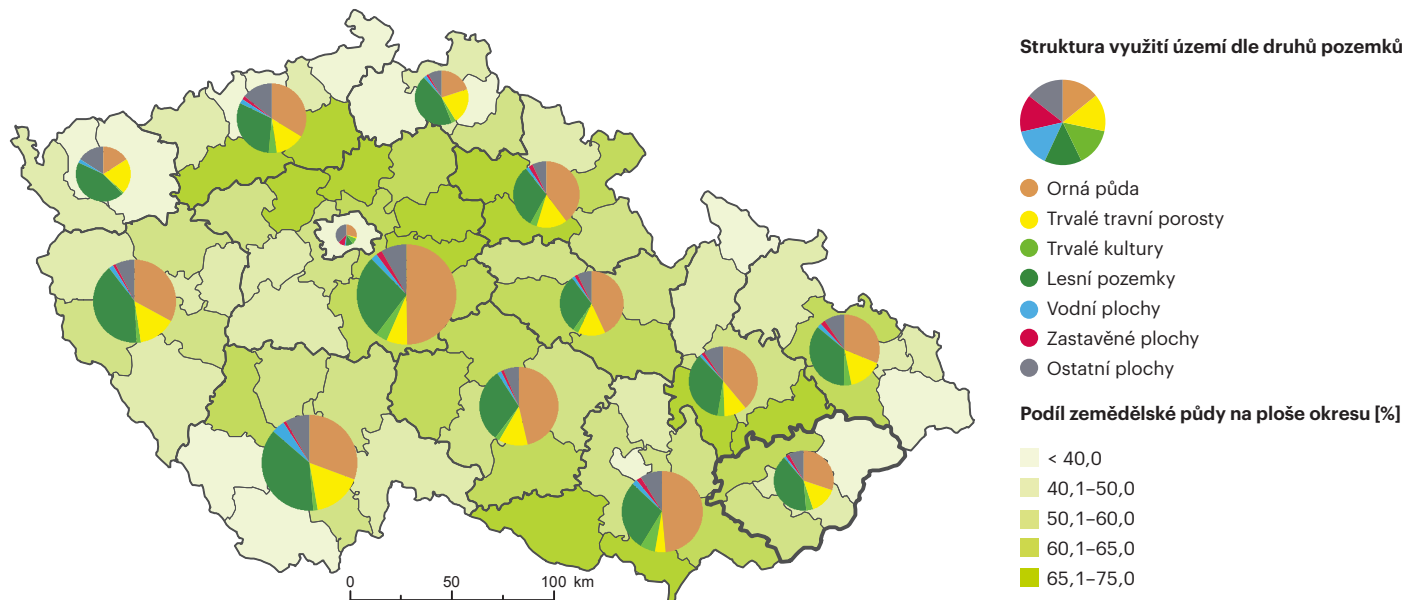 Struktura využití území dle druhů pozemků
Orná půda
Trvalé travní porosty
Trvalé kultury
Lesní pozemky
Vodní plochy
Zastavěné plochy
Ostatní plochy
Podíl zemědělské půdy na ploše okresu [%]
< 40,0
40,1–50,0
50,1–60,0
60,1–65,0
65,1–75,0
0 50 100 km